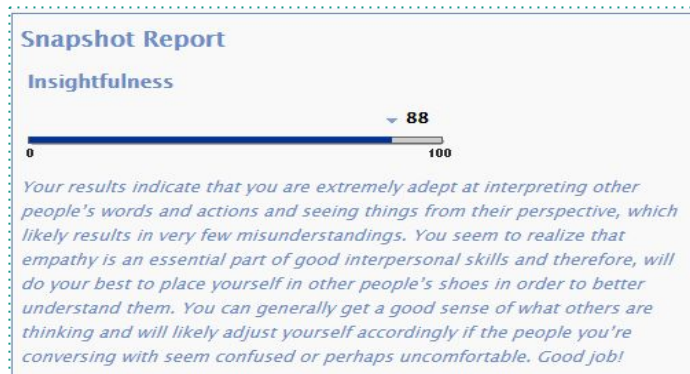 Snapshot Report
Insightfulness
88
0 100
Your results indicate that you are extremely adept at interpreting other
people's words and actions and seeing things from their perspective, which
likely results in very few misunderstandings. You seem to realize that
empathy is an essential part of good interpersonal skills and therefore, will
do your best to place yourself in other people's shoes in order to better
understand them. You can generally get a good sense of what others are
thinking and will likely adjust yourself accordingly if the people you're
conversing with seem confused or perhaps uncomfortable. Good job!